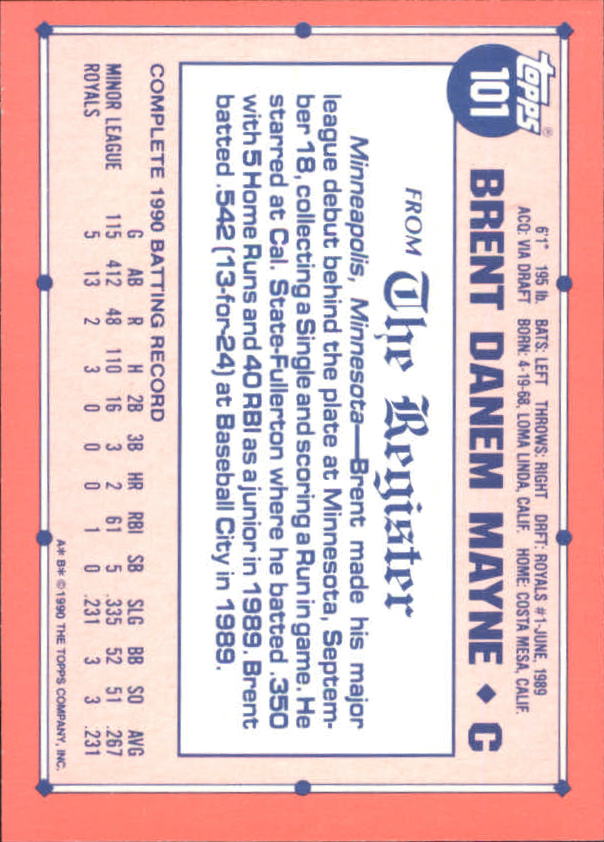 topps®
101
6'1" 195 lb. BATS: LEFT THROWS: RIGHT DRFT: ROYALS #1-JUNE, 1989
ACQ: VIA DRAFT BORN: 4-19-68, LOMA LINDA, CALIF. HOME: COSTA MESA, CALIF.
BRENT DANEM MAYNE ♦ C
FROM The Register
Minneapolis, Minnesota—Brent made his major
league debut behind the plate at Minnesota, Septem-
ber 18, collecting a Single and scoring a Run in game. He
starred at Cal. State-Fullerton where he batted .350
with 5 Home Runs and 40 RBI as a junior in 1989. Brent
batted .542 (13-for-24) at Baseball City in 1989.
COMPLETE 1990 BATTING RECORD
G AB R H 2B 3B HR RBI SB SLG BB SO AVG
MINOR LEAGUE 115 412 48 110 16 3 2 61 5 .335 52 51 .267
ROYALS 5 13 2 3 0 0 0 1 0 .231 3 3 .231
A* B* © 1990 THE TOPPS COMPANY, INC.